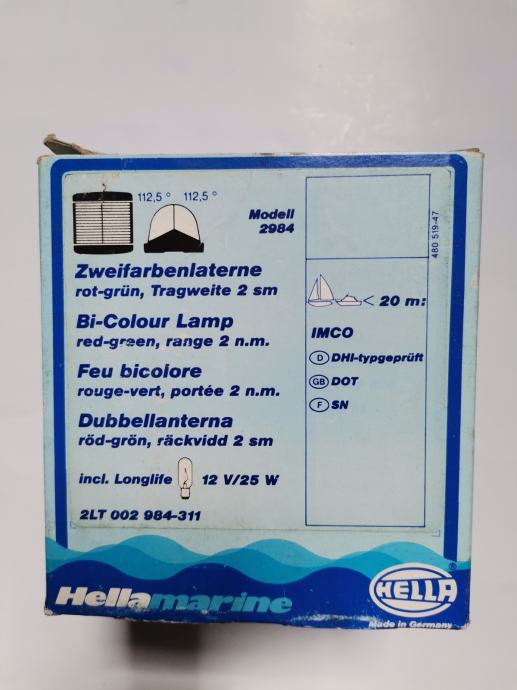 112,5 ° 112,5 °
Modell
2984
Zweifarbenlaterne
rot-grün, Tragweite 2 sm
Bi-Colour Lamp
red-green, range 2 n.m.
Feu bicolore
rouge-vert, portée 2 n.m.
Dubbellanterna
röd-grön, räckvidd 2 sm
incl. Longlife 12 V/25 W
2LT 002 984-311
480 519-47
< 20 m:
IMCO
D DHI-typgeprüft
GB DOT
F SN
Hellamarine
HELLA ®
Made in Germany